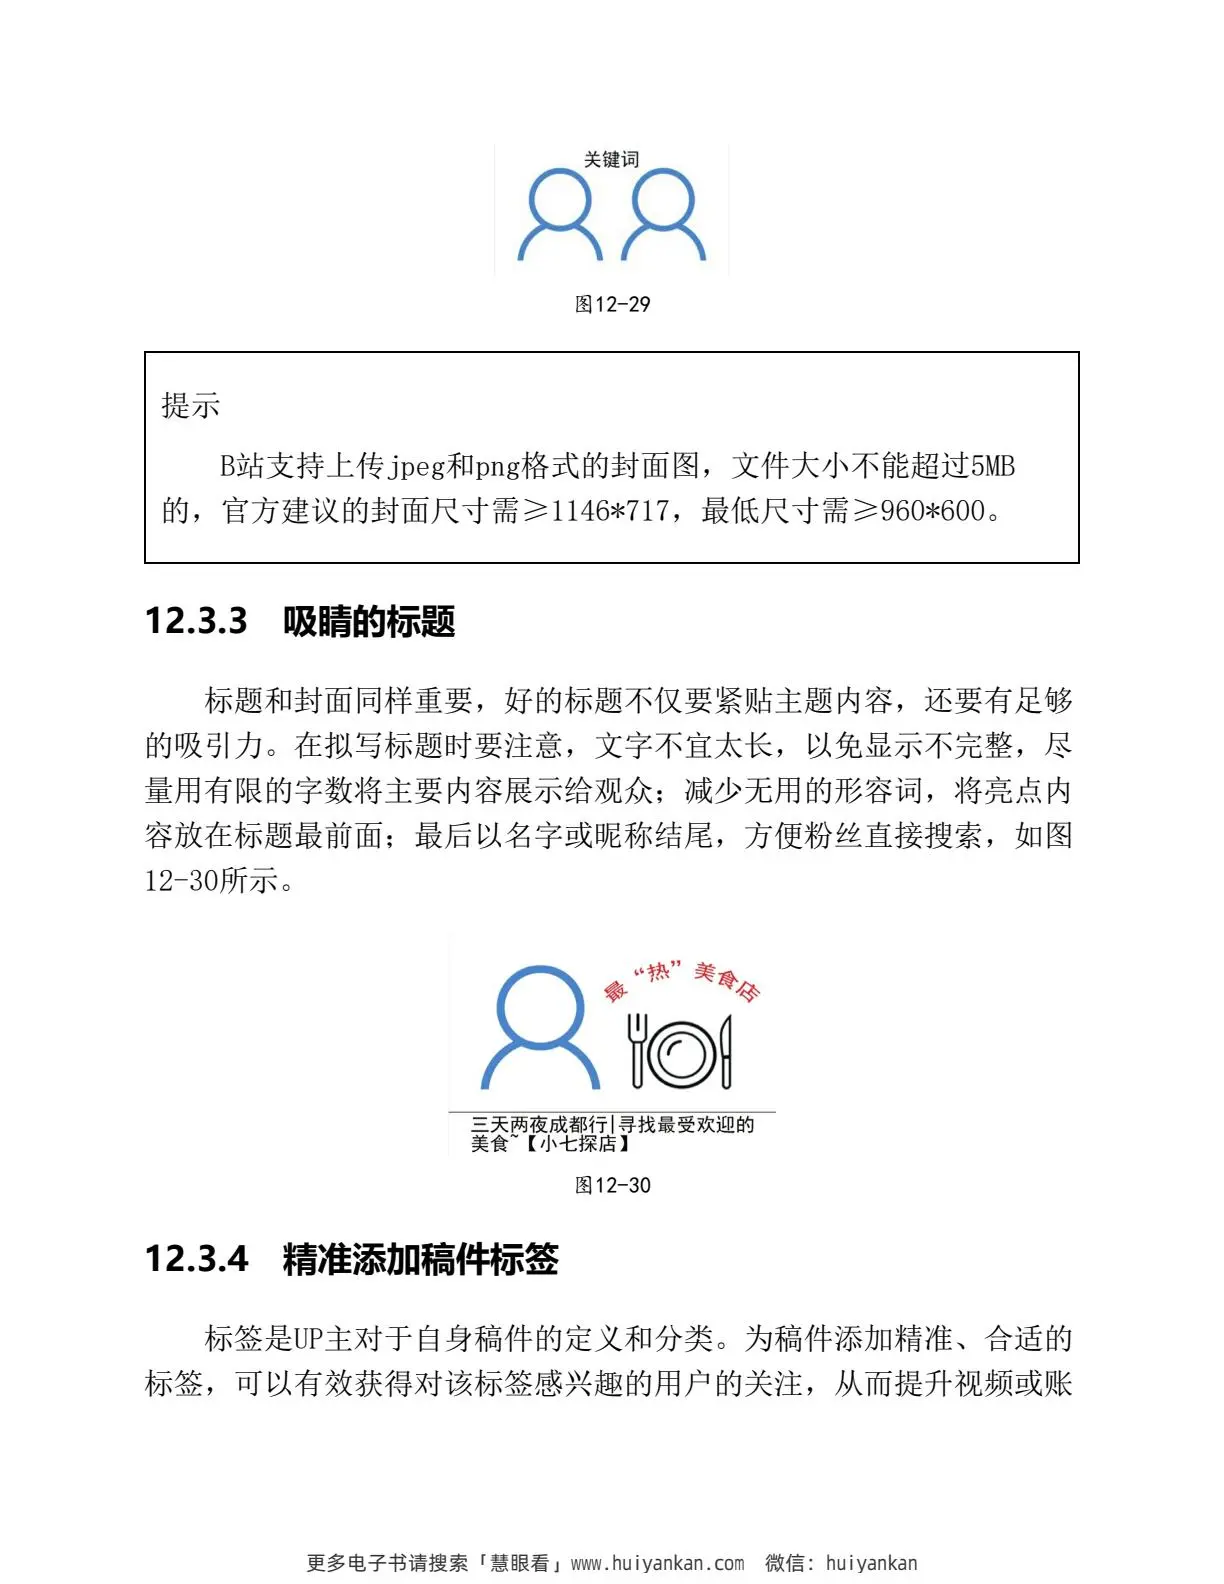 关键词
图12-29
提示
B站支持上传jpeg和png格式的封面图，文件大小不能超过5MB
的，官方建议的封面尺寸需≥1146*717，最低尺寸需≥960*600。
12.3.3 吸睛的标题
标题和封面同样重要，好的标题不仅要紧贴主题内容，还要有足够
的吸引力。在拟写标题时要注意，文字不宜太长，以免显示不完整，尽
量用有限的字数将主要内容展示给观众；减少无用的形容词，将亮点内
容放在标题最前面；最后以名字或昵称结尾，方便粉丝直接搜索，如图
12-30所示。
最“热”美食店
三天两夜成都行|寻找最受欢迎的
美食~【小七探店】
图12-30
12.3.4 精准添加稿件标签
标签是UP主对于自身稿件的定义和分类。为稿件添加精准、合适的
标签，可以有效获得对该标签感兴趣的用户的关注，从而提升视频或账
更多电子书请搜索「慧眼看」www.huiyankan.com 微信：huiyankan